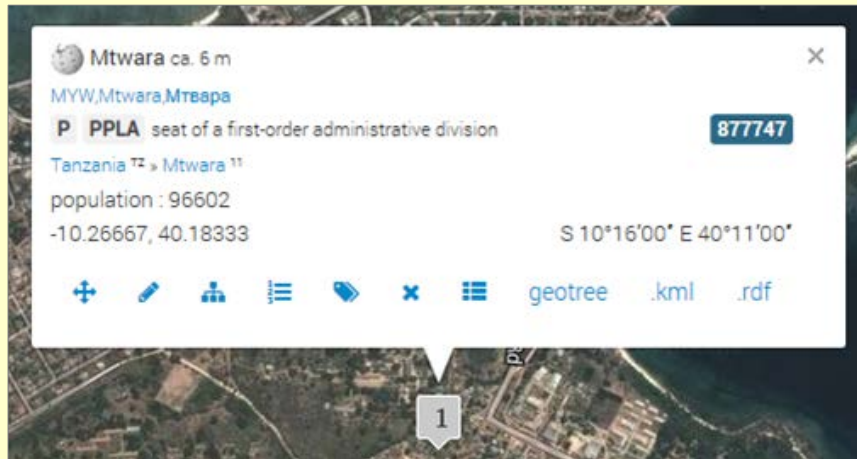 Mtwara ca. 6 m
×
MYW,Mtwara,Мтвара
P PPLA seat of a first-order administrative division 877747
Tanzania ᵀᶻ » Mtwara ¹¹
population : 96602
-10.26667, 40.18333 S 10°16'00" E 40°11'00"
geotree .kml .rdf
1